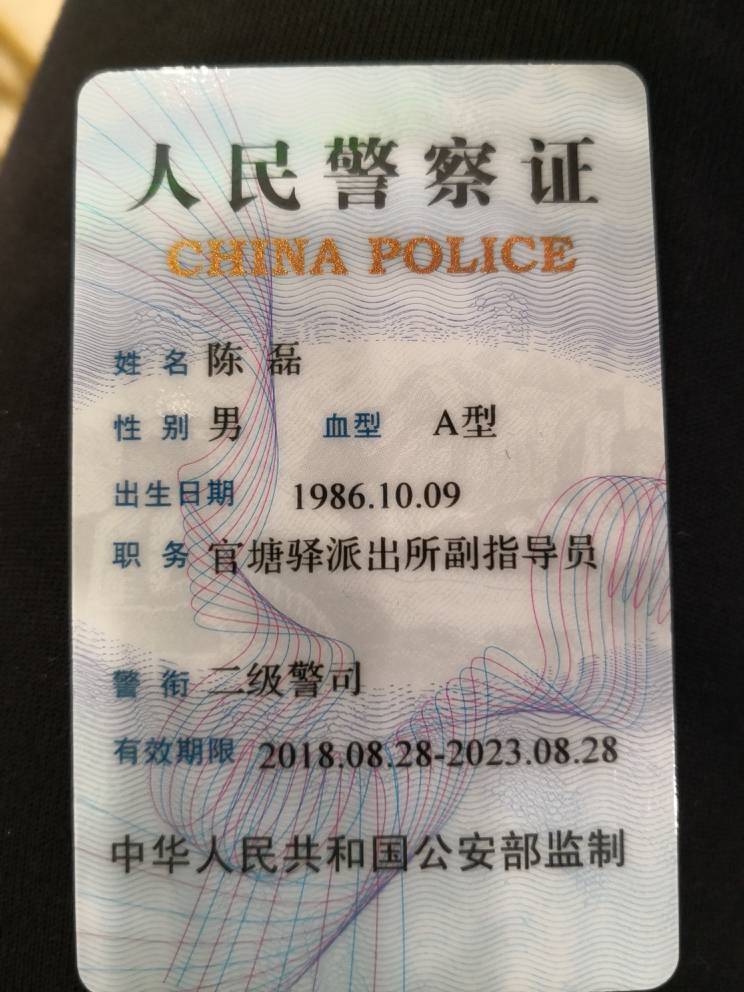 人民警察证
CHINA POLICE
姓名 陈磊
性别 男 血型 A型
出生日期 1986.10.09
职务 官塘驿派出所副指导员
警衔 二级警司
有效期限 2018.08.28-2023.08.28
中华人民共和国公安部监制